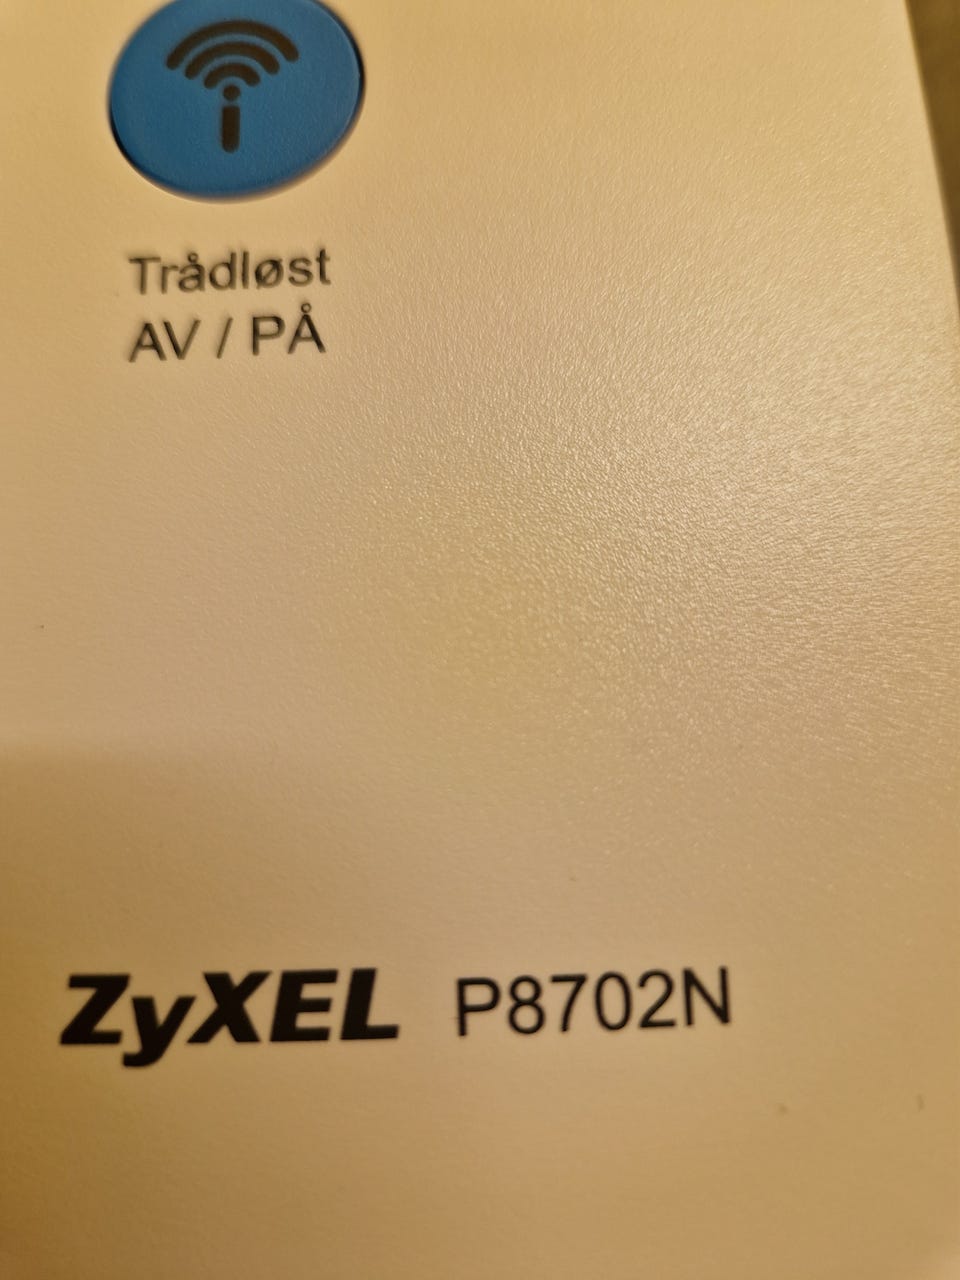 Trådløst
AV / PÅ
ZyXEL P8702N